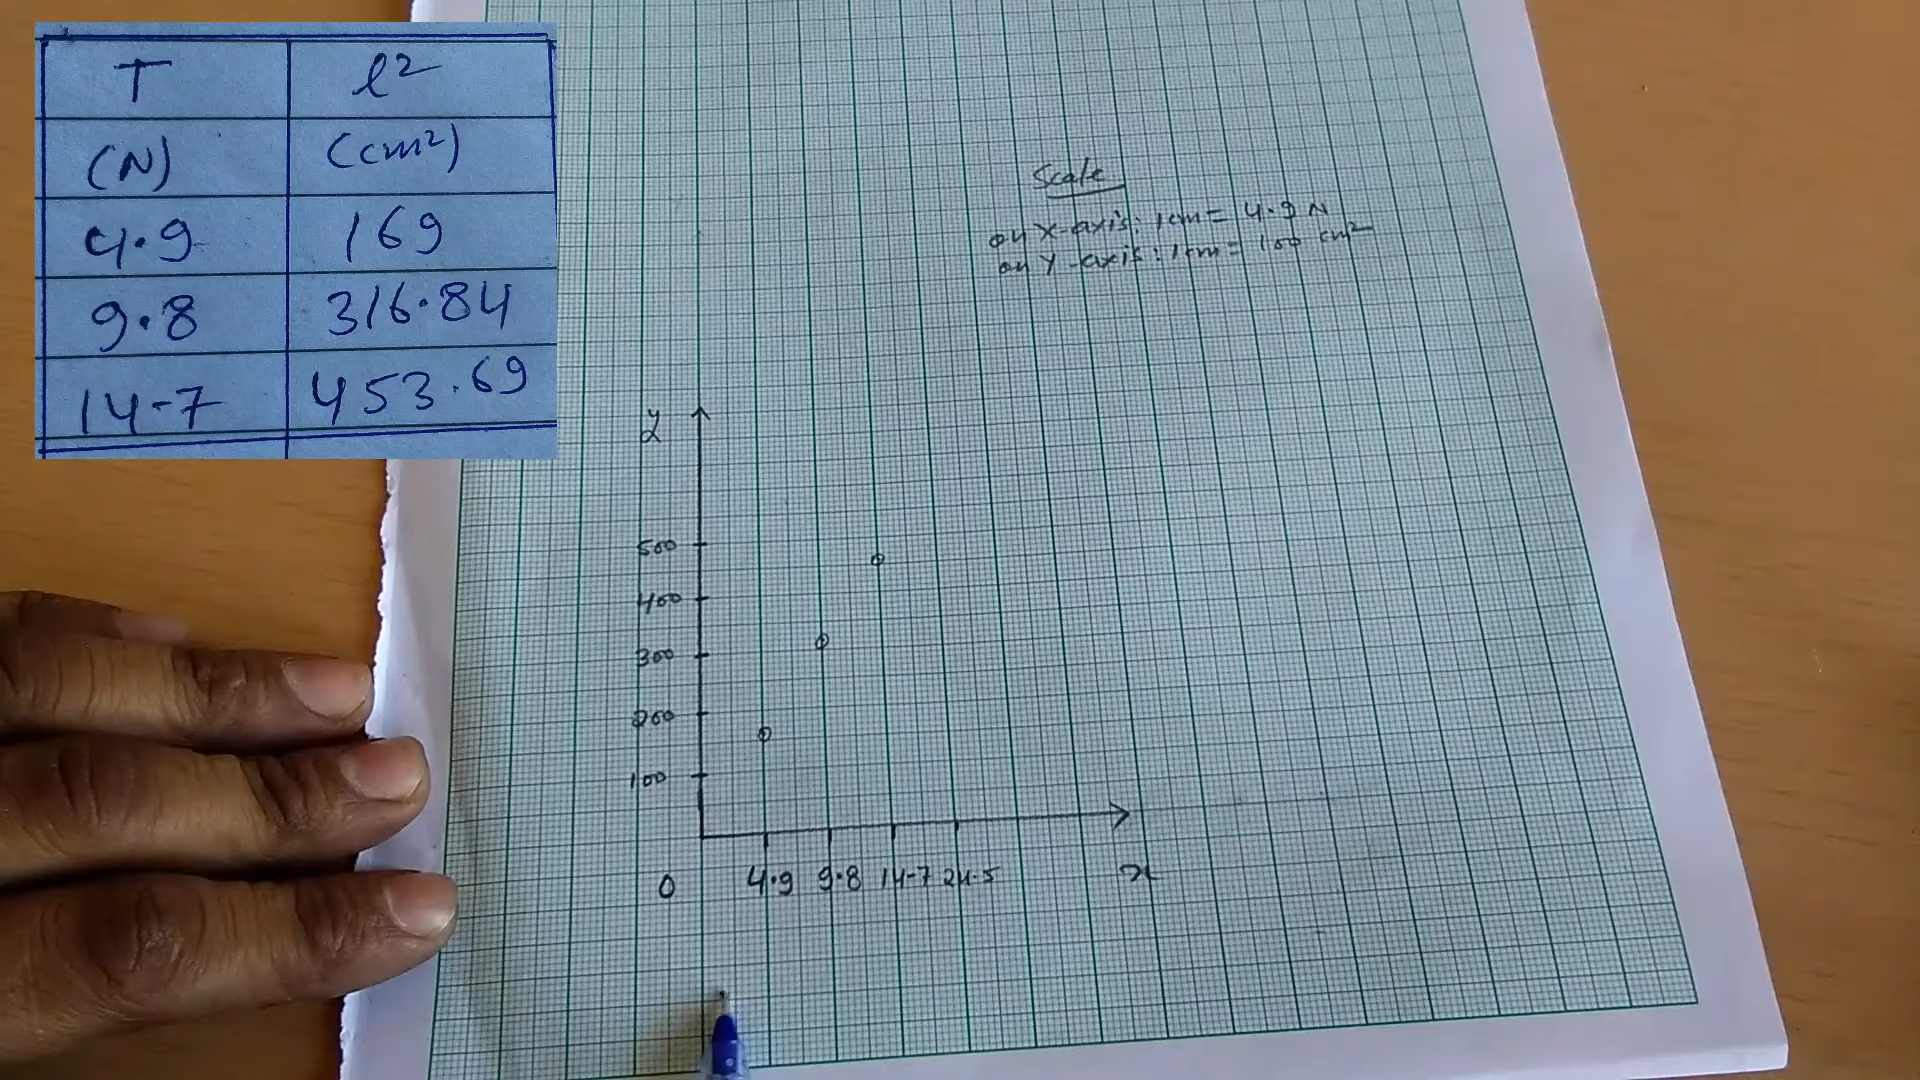 T l²
(N) (cm²)
4.9 169
9.8 316.84
14-7 453.69
Scale
on X-axis: 1cm = 4.9 N
on Y-axis: 1cm = 100 cm²
y
500
400
300
200
100
0 4.9 9.8 14-7 24.5 x